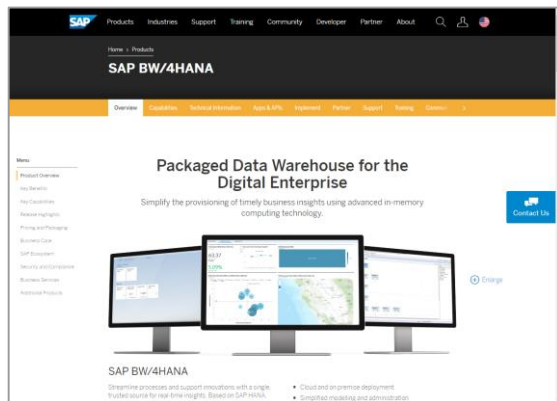 SAP Products Industries Support Training Community Developer Partner About
Home > Products
SAP BW/4HANA
Overview Capabilities Technical Information Apps & APIs Implement Partner Support Training
Menu
Product Overview
Key Benefits
Key Capabilities
Release Highlights
Pricing and Packaging
Business Case
SAP Ecosystem
Security and Compliance
Business Services
Additional Products
Packaged Data Warehouse for the
Digital Enterprise
Simplify the provisioning of timely business insights using advanced in-memory
computing technology.
Contact Us
Enlarge
SAP BW/4HANA
Streamline processes and support innovations with a single
trusted source for real-time insights. Based on SAP HANA,
• Cloud and on premise deployment
• Simplified modeling and administration